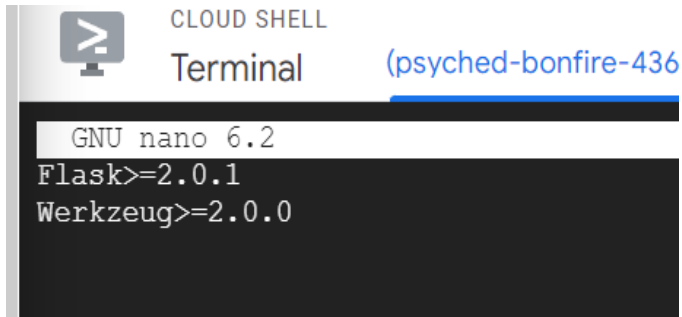 CLOUD SHELL
Terminal
(psyched-bonfire-436
GNU nano 6.2
Flask>=2.0.1
Werkzeug>=2.0.0